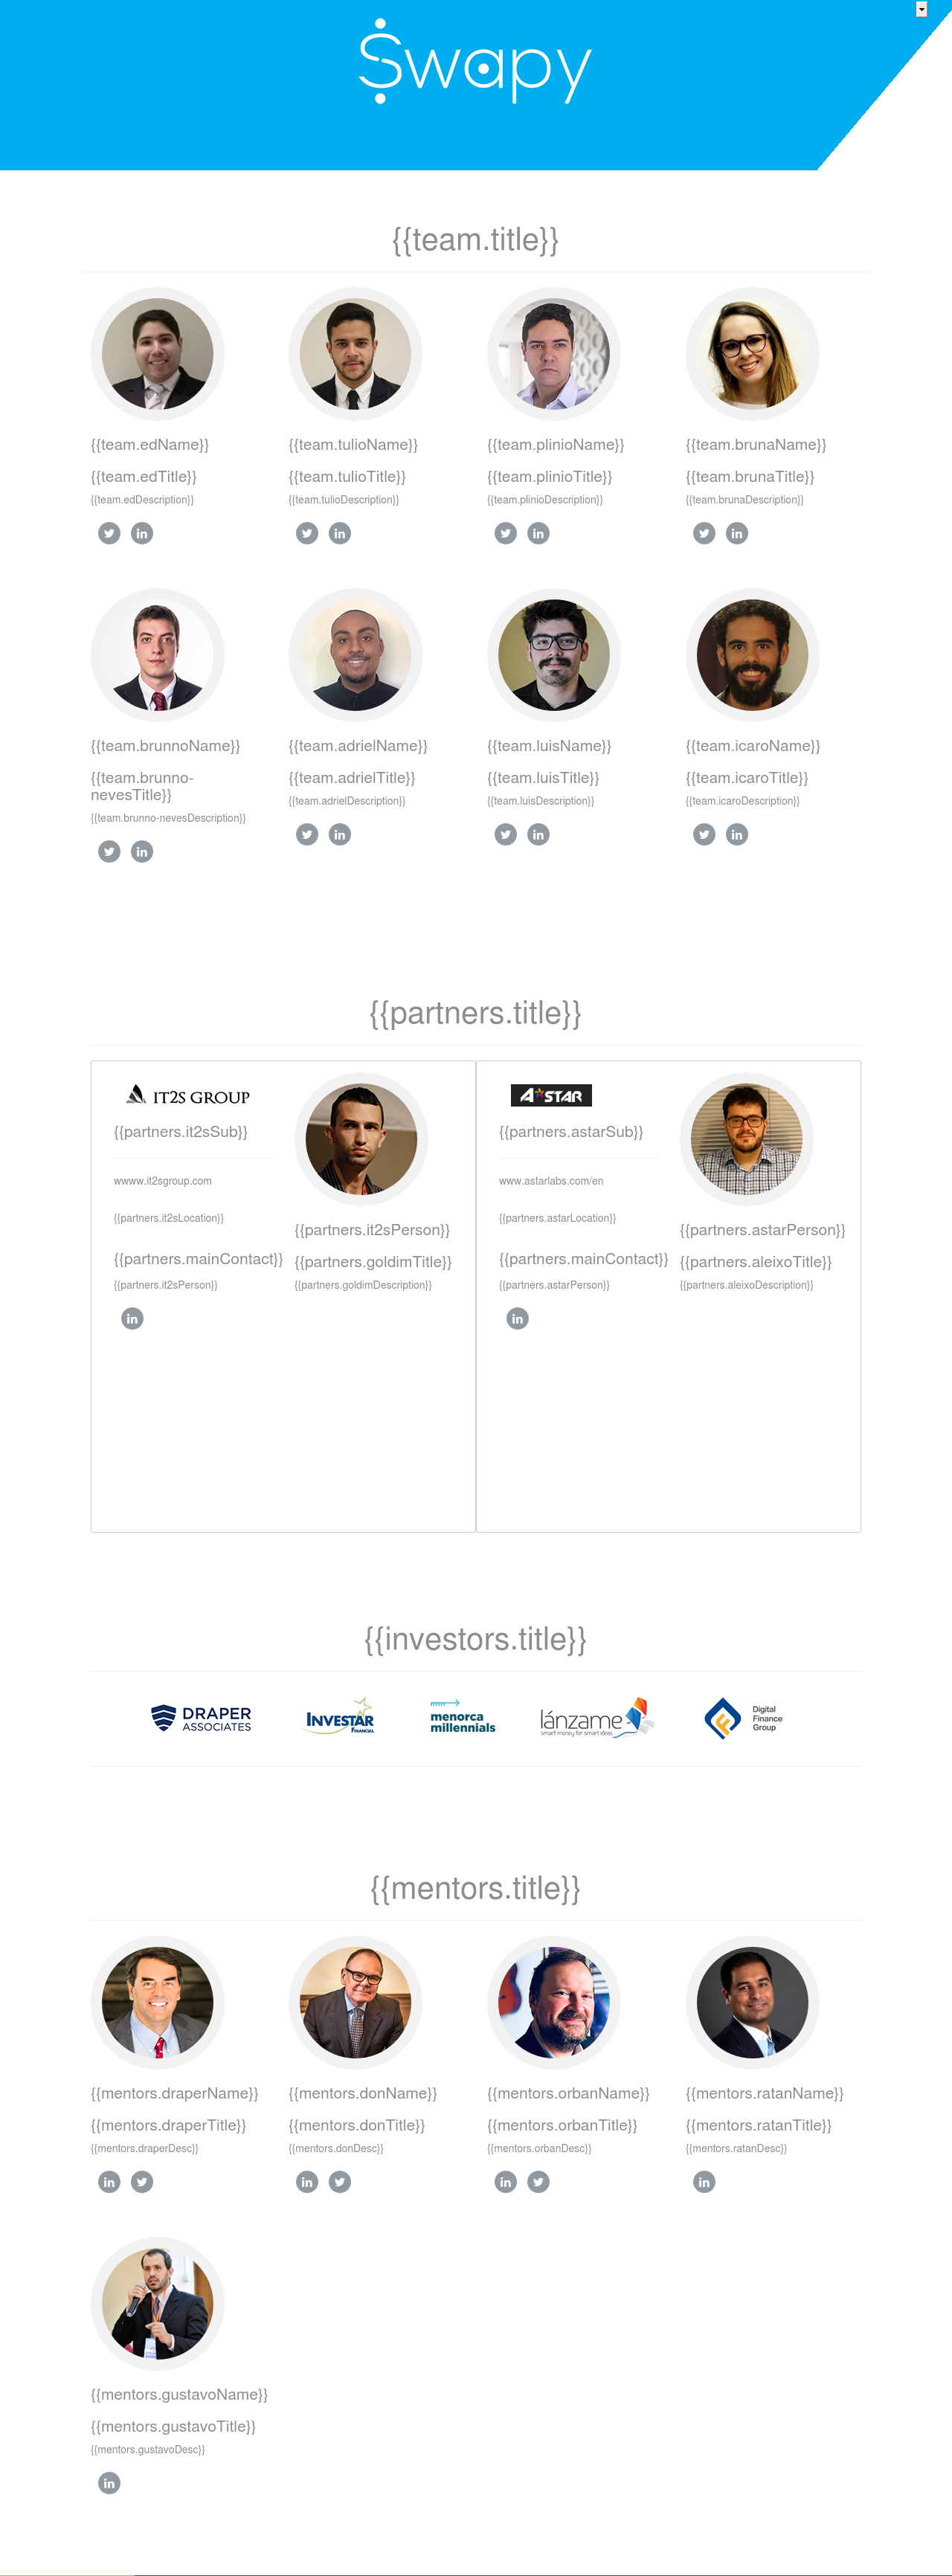 Swapy
{{team.title}}
{{team.edName}}
{{team.edTitle}}
{{team.edDescription}}
{{team.tulioName}}
{{team.tulioTitle}}
{{team.tulioDescription}}
{{team.plinioName}}
{{team.plinioTitle}}
{{team.plinioDescription}}
{{team.brunaName}}
{{team.brunaTitle}}
{{team.brunaDescription}}
{{team.brunnoName}}
{{team.brunno-
nevesTitle}}
{{team.brunno-nevesDescription}}
{{team.adrielName}}
{{team.adrielTitle}}
{{team.adrielDescription}}
{{team.luisName}}
{{team.luisTitle}}
{{team.luisDescription}}
{{team.icaroName}}
{{team.icaroTitle}}
{{team.icaroDescription}}
{{partners.title}}
IT2S GROUP
{{partners.it2sSub}}
wwww.it2sgroup.com
{{partners.it2sLocation}}
{{partners.mainContact}}
{{partners.it2sPerson}}
{{partners.it2sPerson}}
{{partners.goldimTitle}}
{{partners.goldimDescription}}
A STAR
{{partners.astarSub}}
www.astarlabs.com/en
{{partners.astarLocation}}
{{partners.mainContact}}
{{partners.astarPerson}}
{{partners.astarPerson}}
{{partners.aleixoTitle}}
{{partners.aleixoDescription}}
{{investors.title}}
DRAPER
ASSOCIATES
INVESTAR
FINANCIAL
menorca
millennials
lánzame
smart money for smart ideas
Digital
Finance
Group
{{mentors.title}}
{{mentors.draperName}}
{{mentors.draperTitle}}
{{mentors.draperDesc}}
{{mentors.donName}}
{{mentors.donTitle}}
{{mentors.donDesc}}
{{mentors.orbanName}}
{{mentors.orbanTitle}}
{{mentors.orbanDesc}}
{{mentors.ratanName}}
{{mentors.ratanTitle}}
{{mentors.ratanDesc}}
{{mentors.gustavoName}}
{{mentors.gustavoTitle}}
{{mentors.gustavoDesc}}